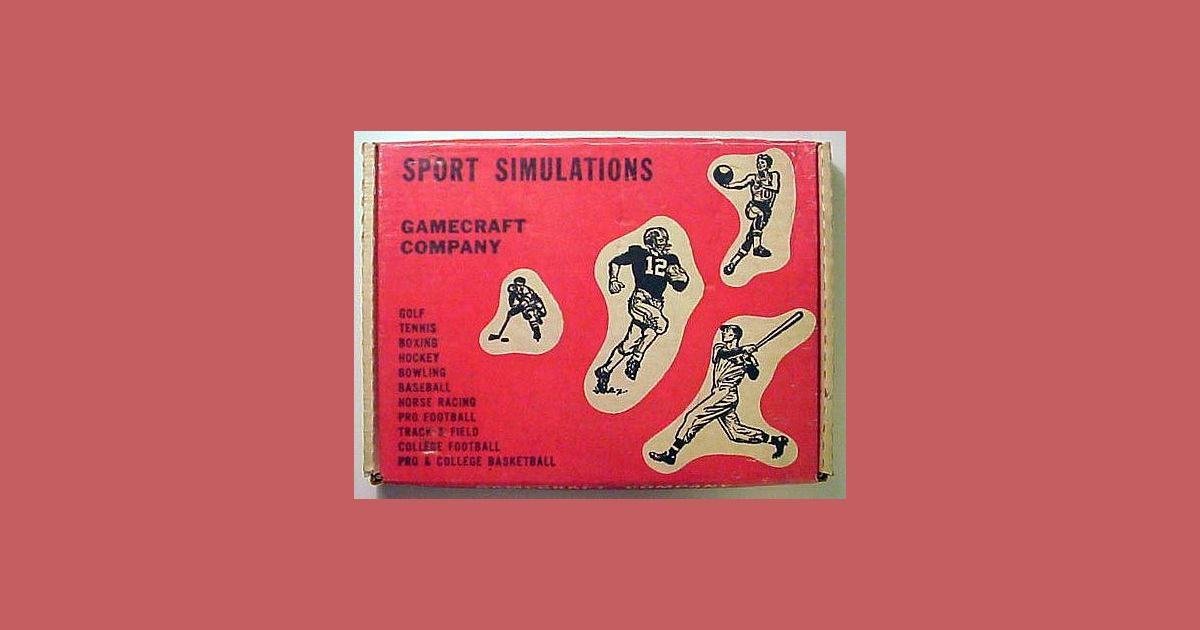 SPORT SIMULATIONS
GAMECRAFT
COMPANY
GOLF
TENNIS
BOXING
HOCKEY
BOWLING
BASEBALL
HORSE RACING
PRO FOOTBALL
TRACK & FIELD
COLLEGE FOOTBALL
PRO & COLLEGE BASKETBALL
12
COMPANY